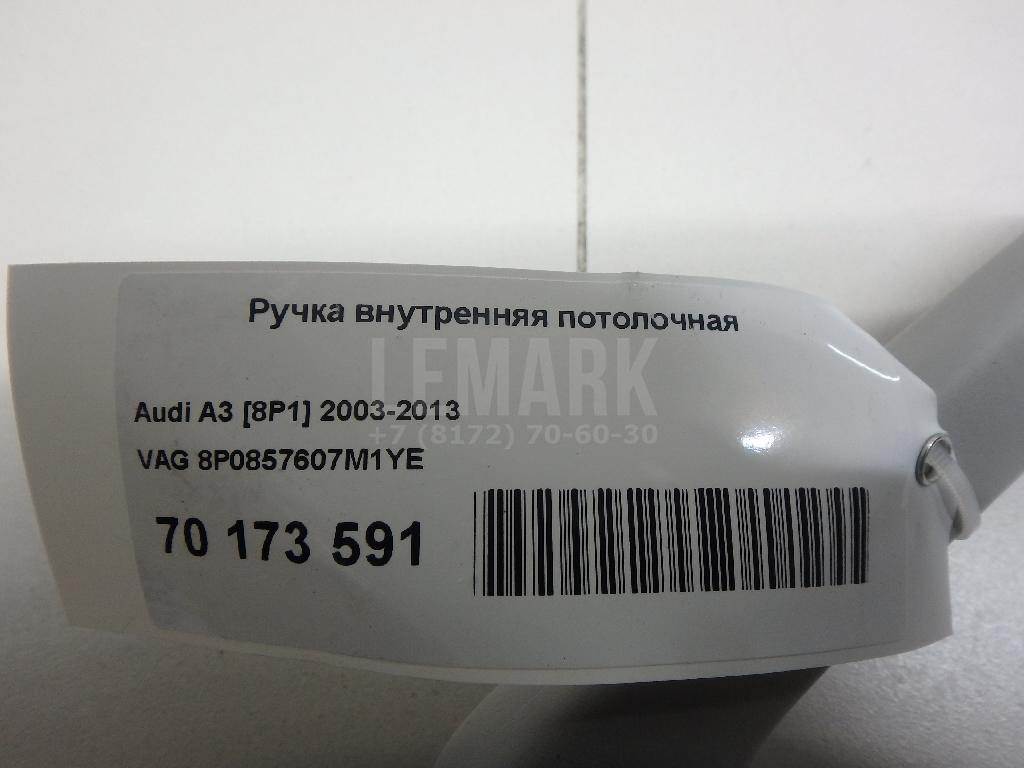 Ручка внутренняя потолочная
LEMARK
Audi A3 [8P1] 2003-2013
+7 (8172) 70-60-30
VAG 8P0857607M1YE
70 173 591